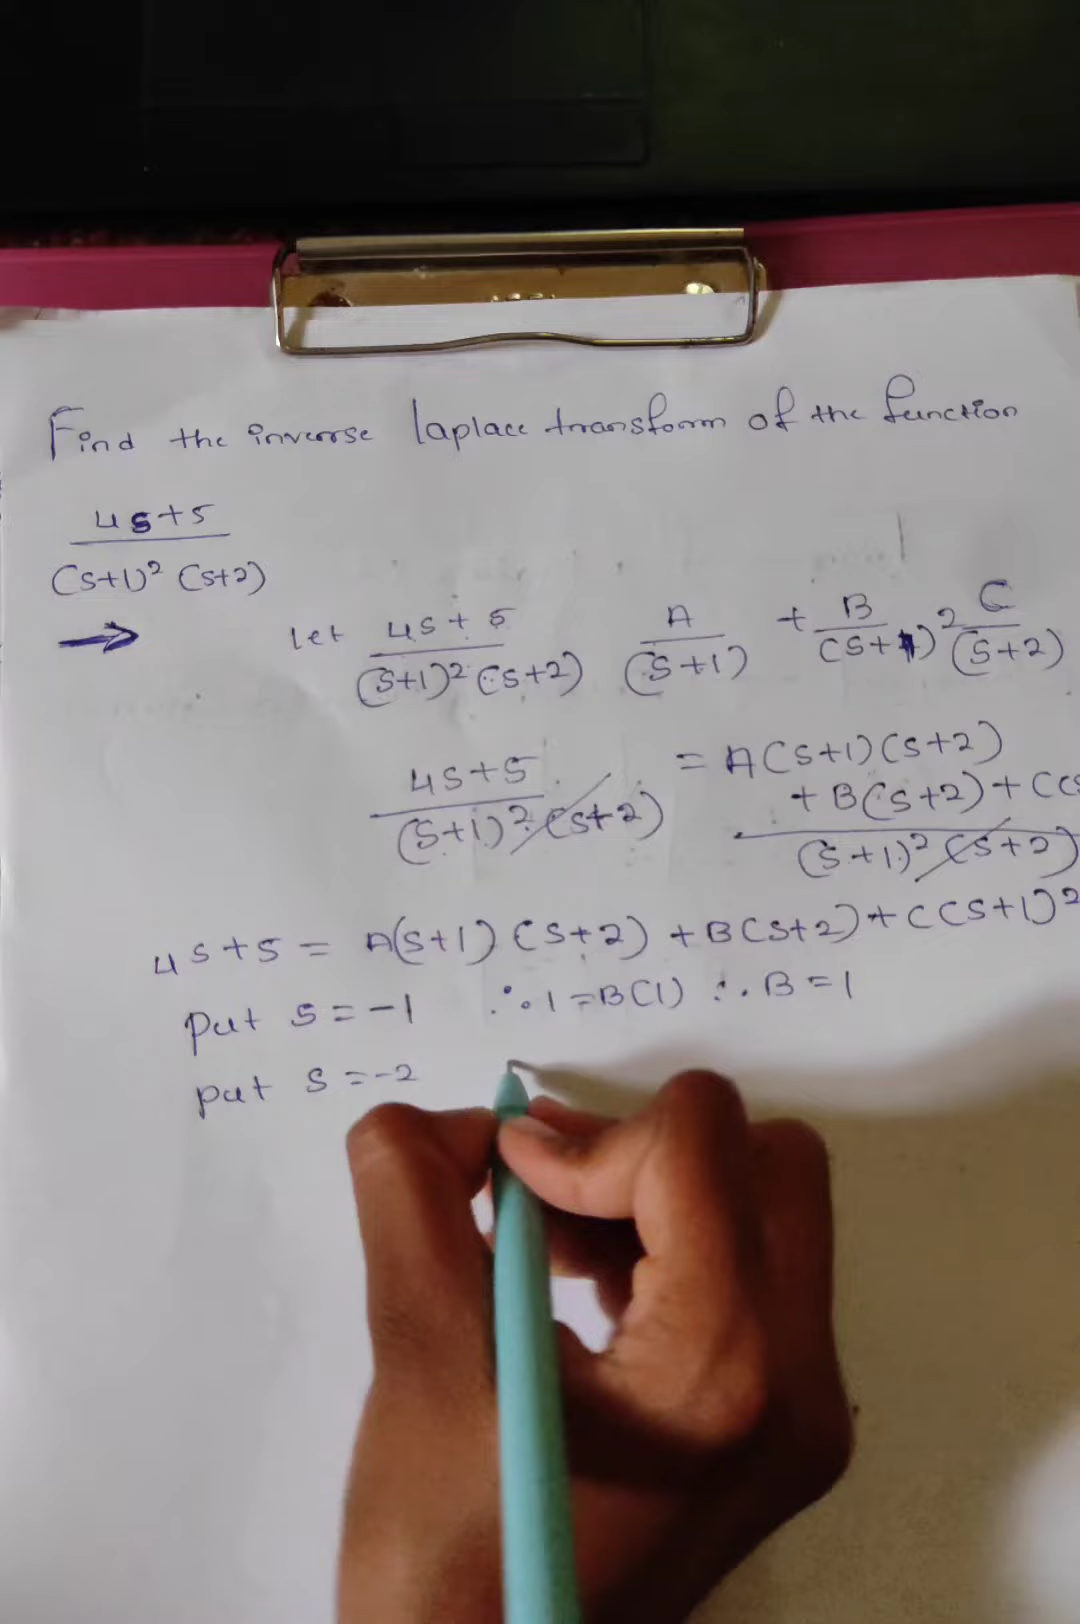 Find the inverse laplace transform of the function
4s+5
(s+1)² (s+2)
Let 4s+5 A + B C
(s+1)² (s+2) (s+1) (s+1)² (s+2)
4s+5 = A(s+1)(s+2)
+ B(s+2) + C(s
(s+1)² (s+2) (s+1)² (s+2)
4s+5 = A(s+1) (s+2) + B(s+2) + C(s+1)²
put s = -1 ∴ 1 = B(1) ∴ B = 1
put s = -2